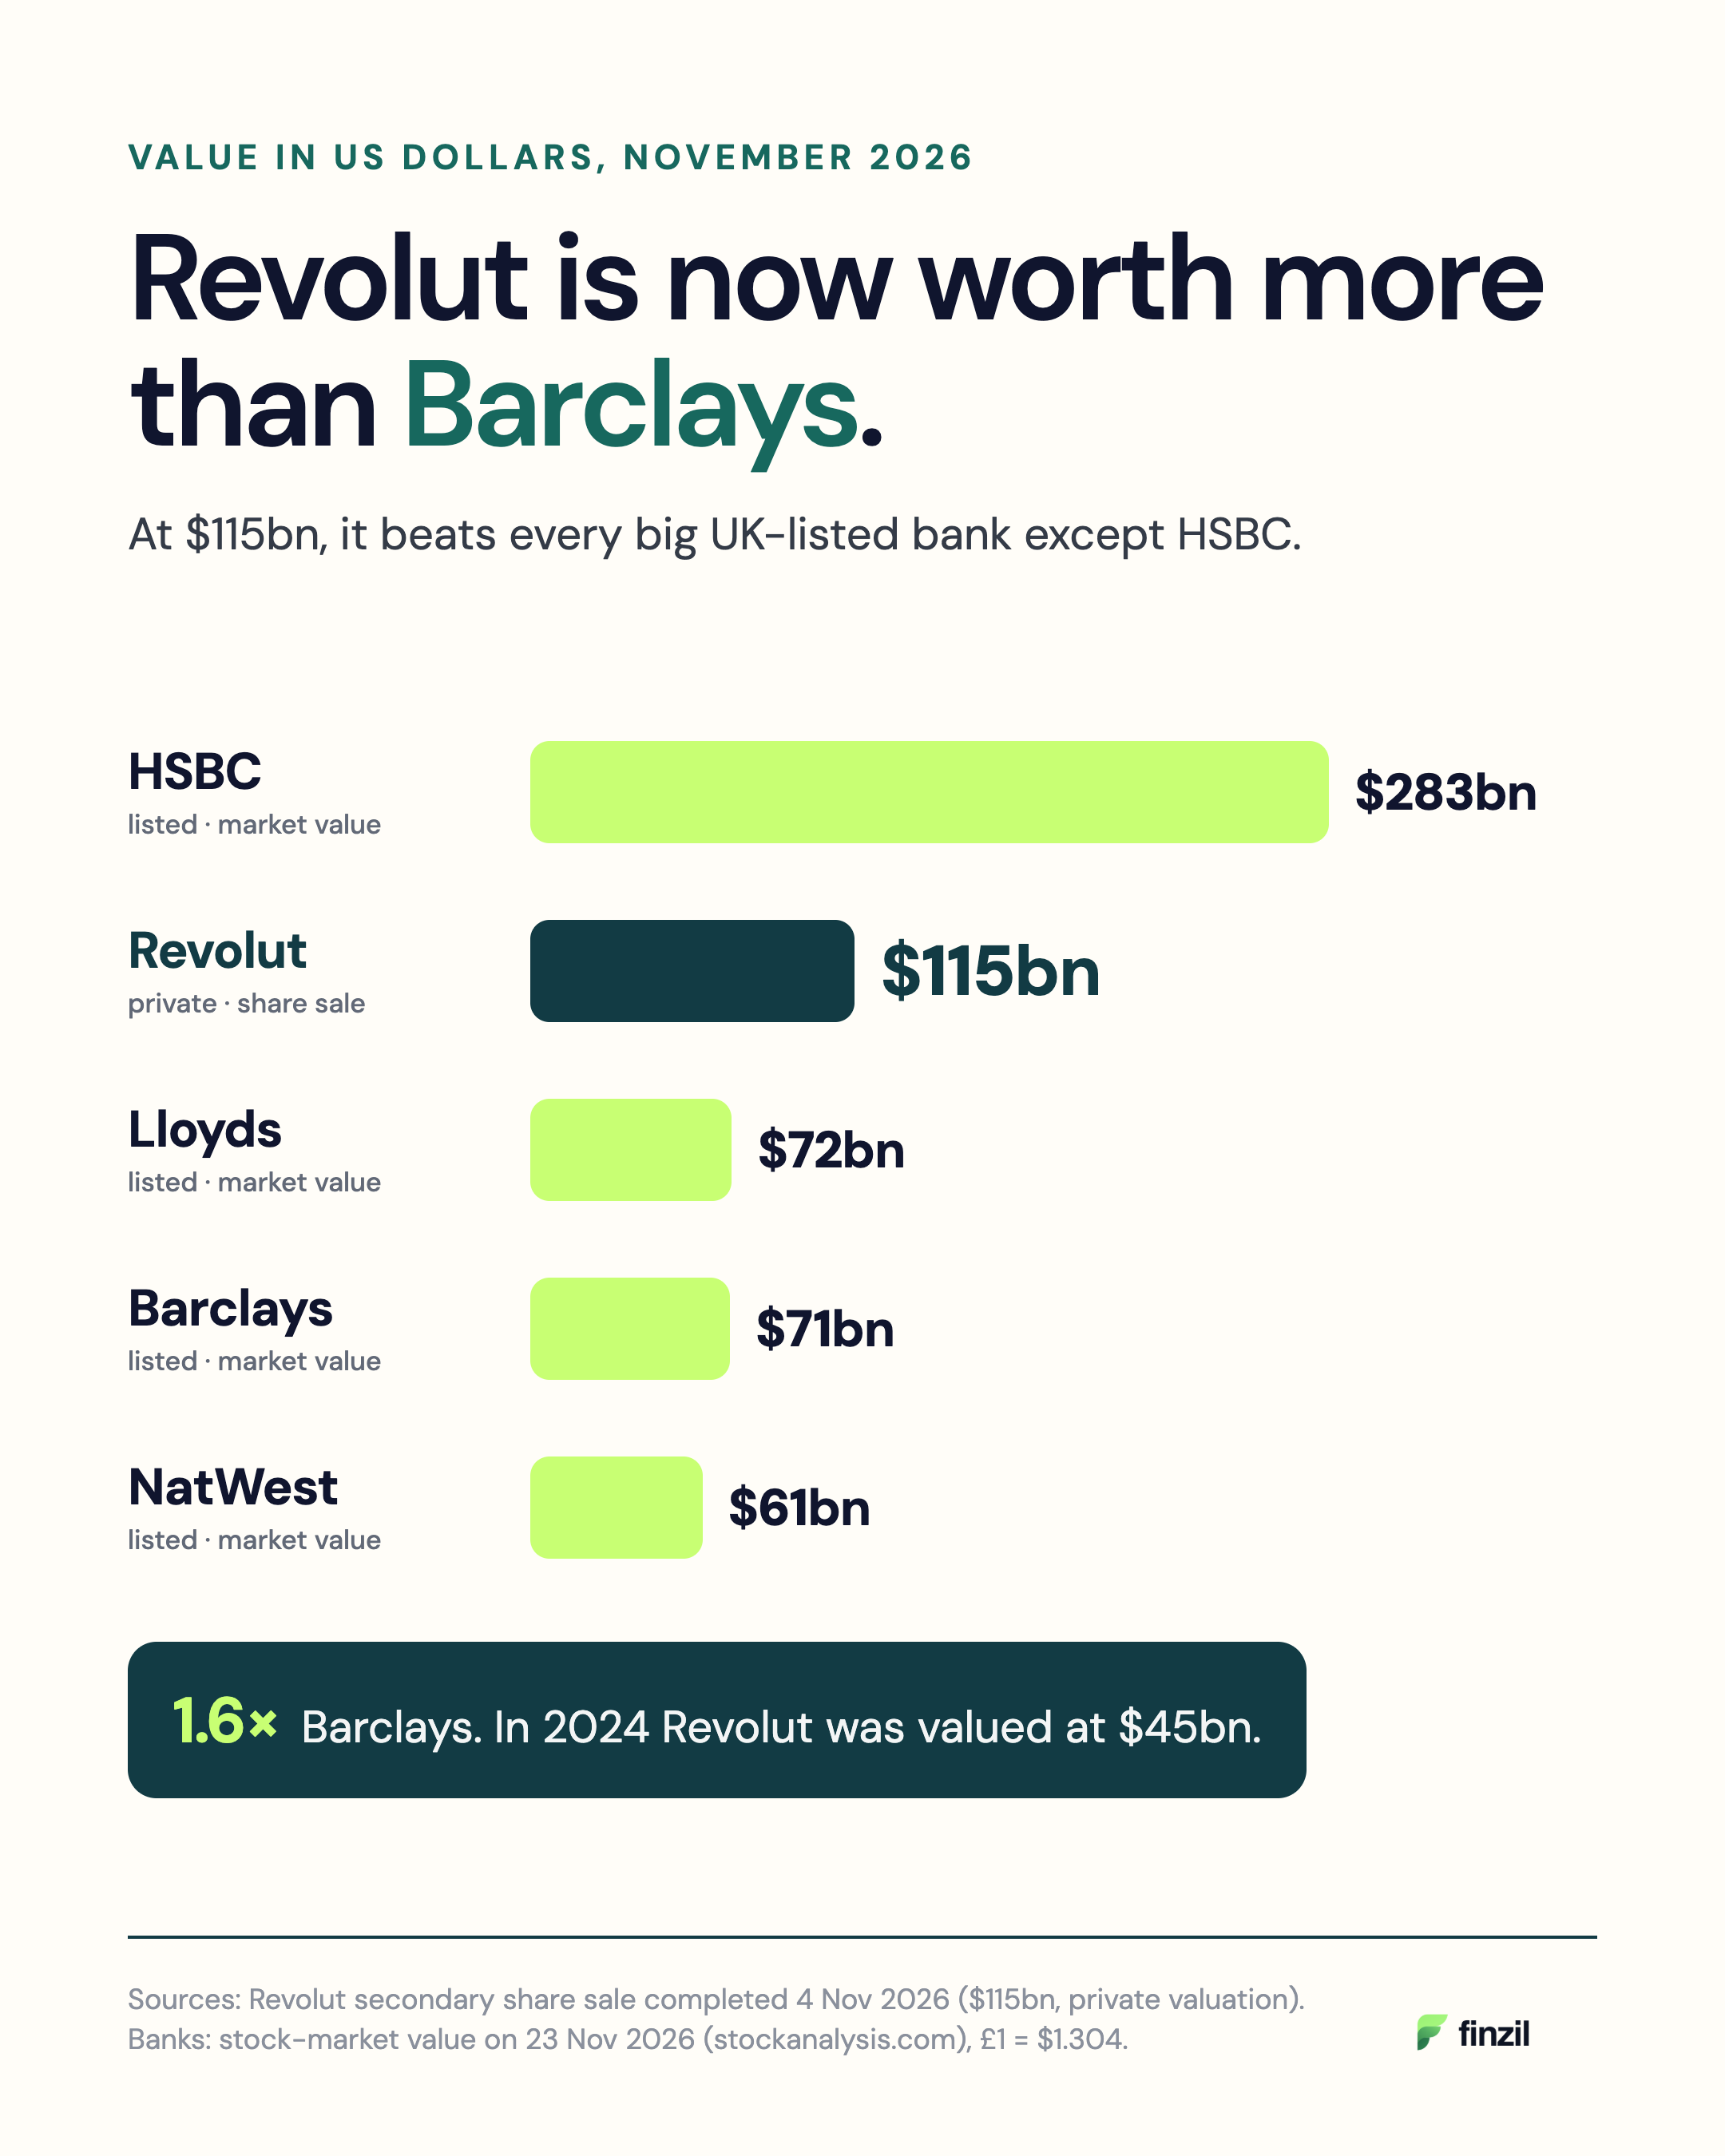 VALUE IN US DOLLARS, NOVEMBER 2026
Revolut is now worth more
than Barclays.
At $115bn, it beats every big UK-listed bank except HSBC.
HSBC
listed · market value
$283bn
Revolut
private · share sale
$115bn
Lloyds
listed · market value
$72bn
Barclays
listed · market value
$71bn
NatWest
listed · market value
$61bn
1.6× Barclays. In 2024 Revolut was valued at $45bn.
Sources: Revolut secondary share sale completed 4 Nov 2026 ($115bn, private valuation).
Banks: stock-market value on 23 Nov 2026 (stockanalysis.com), £1 = $1.304.
finzil